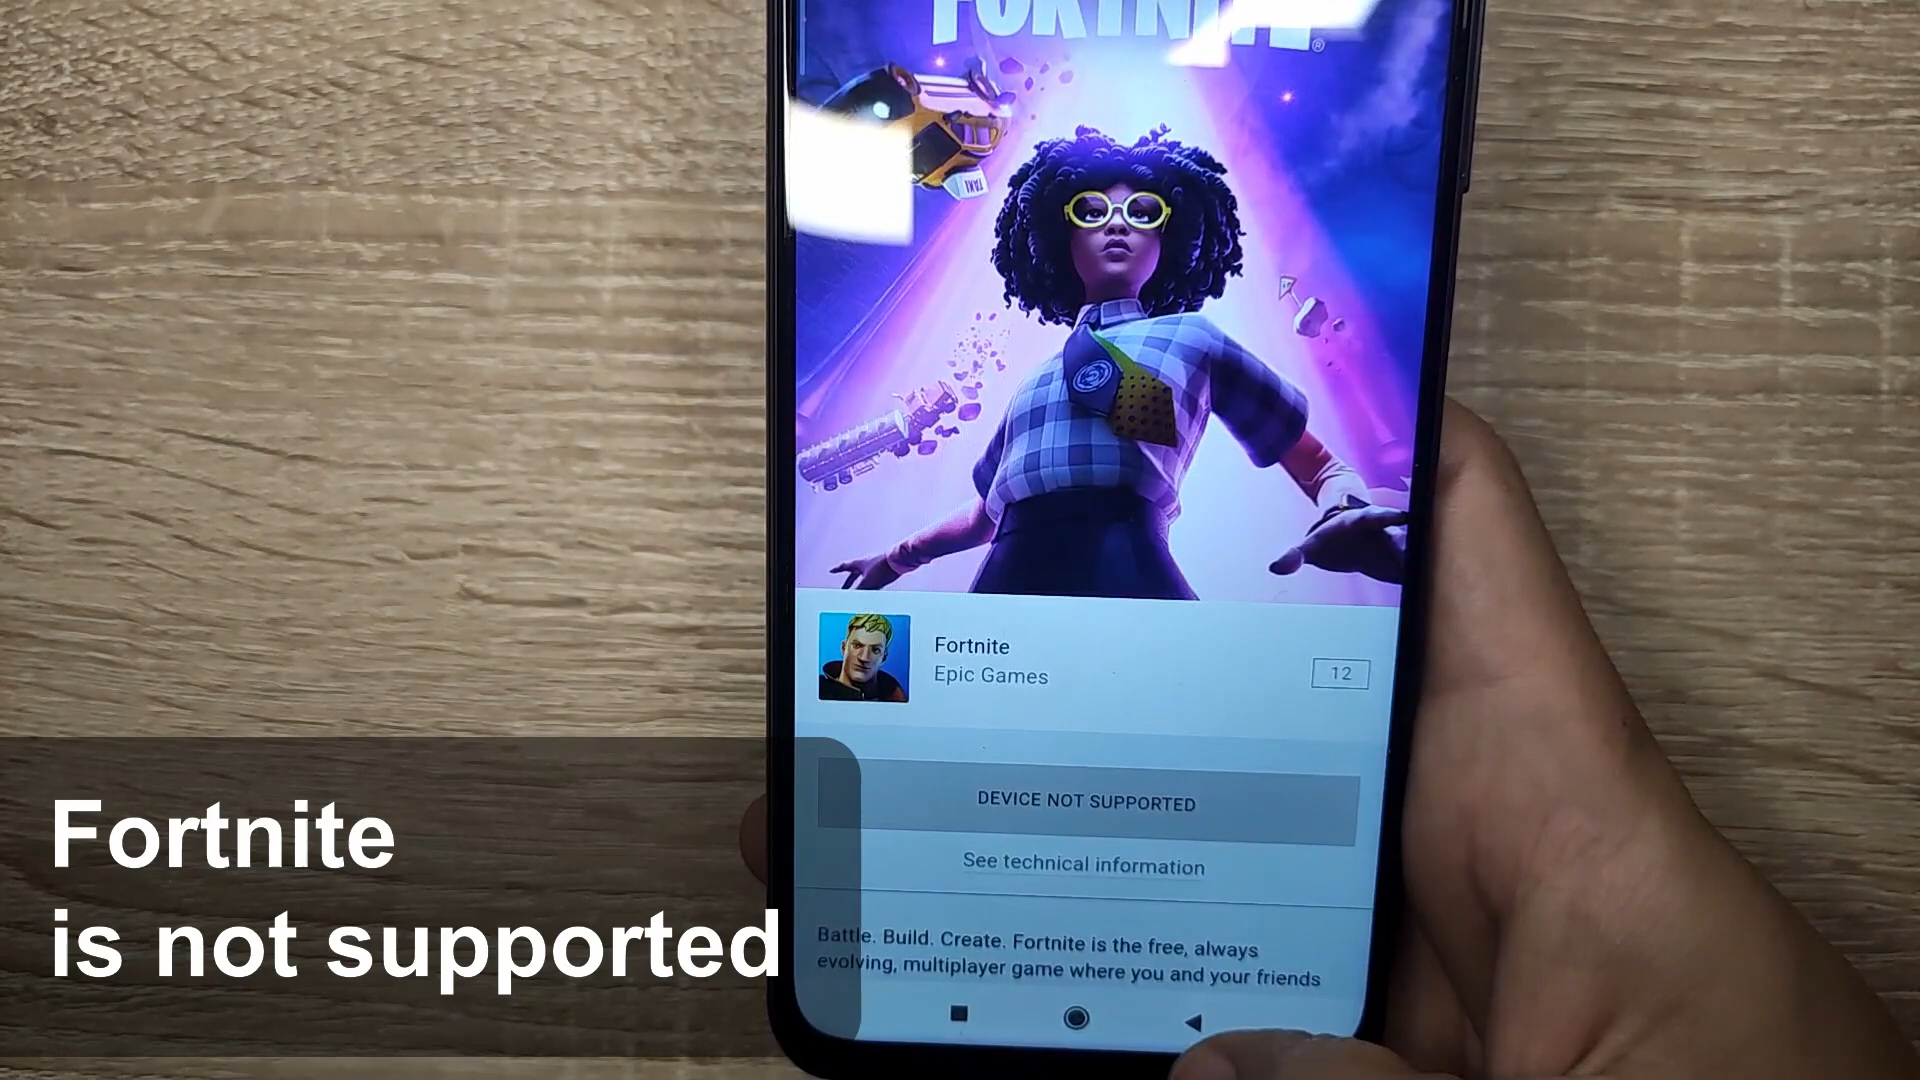 FORTNITE
TAXI
Fortnite
Epic Games
12
DEVICE NOT SUPPORTED
See technical information
Battle. Build. Create. Fortnite is the free, always
evolving, multiplayer game where you and your friends
Fortnite
is not supported